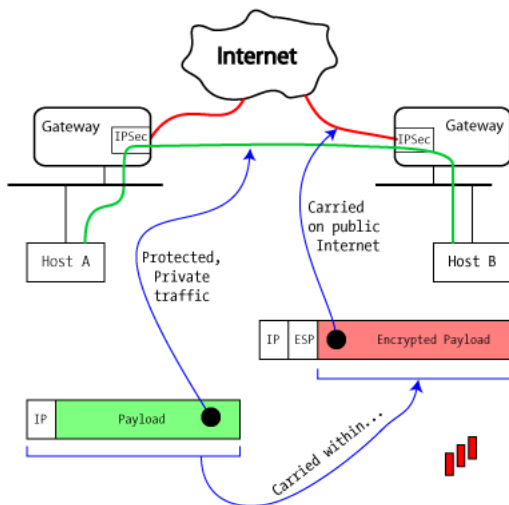 Internet
Gateway
IPSec
Gateway
IPSec
Host A
Host B
Protected,
Private
traffic
Carried
on public
Internet
IP ESP Encrypted Payload
IP Payload
Carried within...